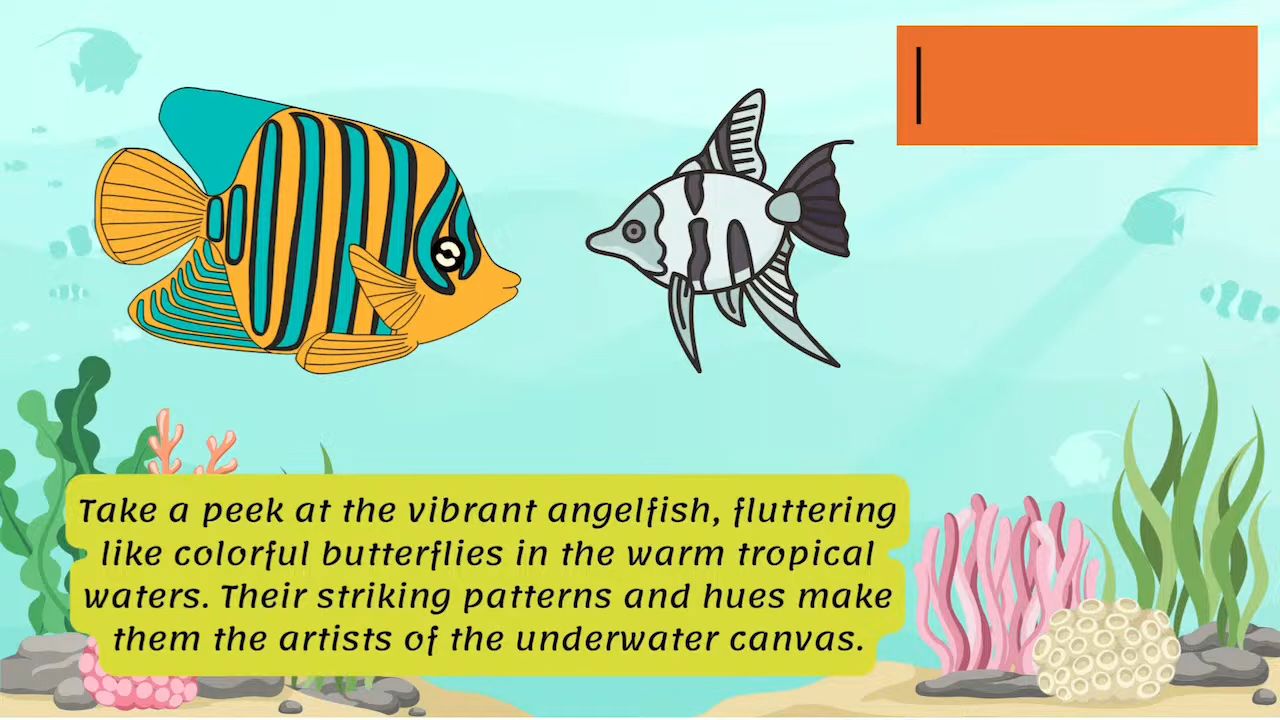 Take a peek at the vibrant angelfish, fluttering
like colorful butterflies in the warm tropical
waters. Their striking patterns and hues make
them the artists of the underwater canvas.